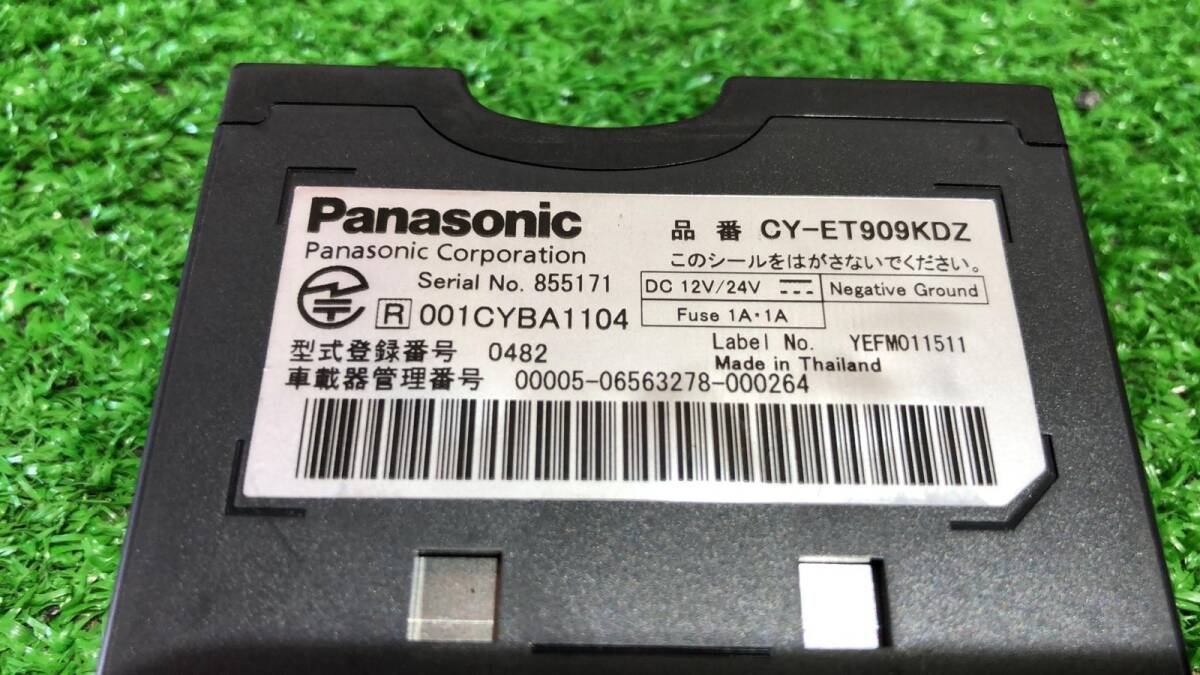 Panasonic
Panasonic Corporation
品番 CY-ET909KDZ
このシールをはがさないでください。
Serial No. 855171
R 001CYBA1104
DC 12V/24V
Negative Ground
Fuse 1A・1A
型式登録番号 0482
Label No. YEFM011511
Made in Thailand
車載器管理番号 00005-06563278-000264